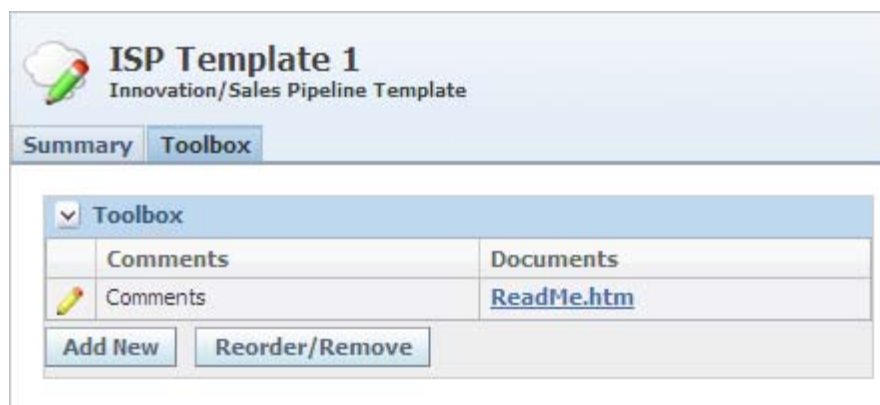 ISP Template 1
Innovation/Sales Pipeline Template
Summary Toolbox
Toolbox
Comments Documents
Comments ReadMe.htm
Add New Reorder/Remove